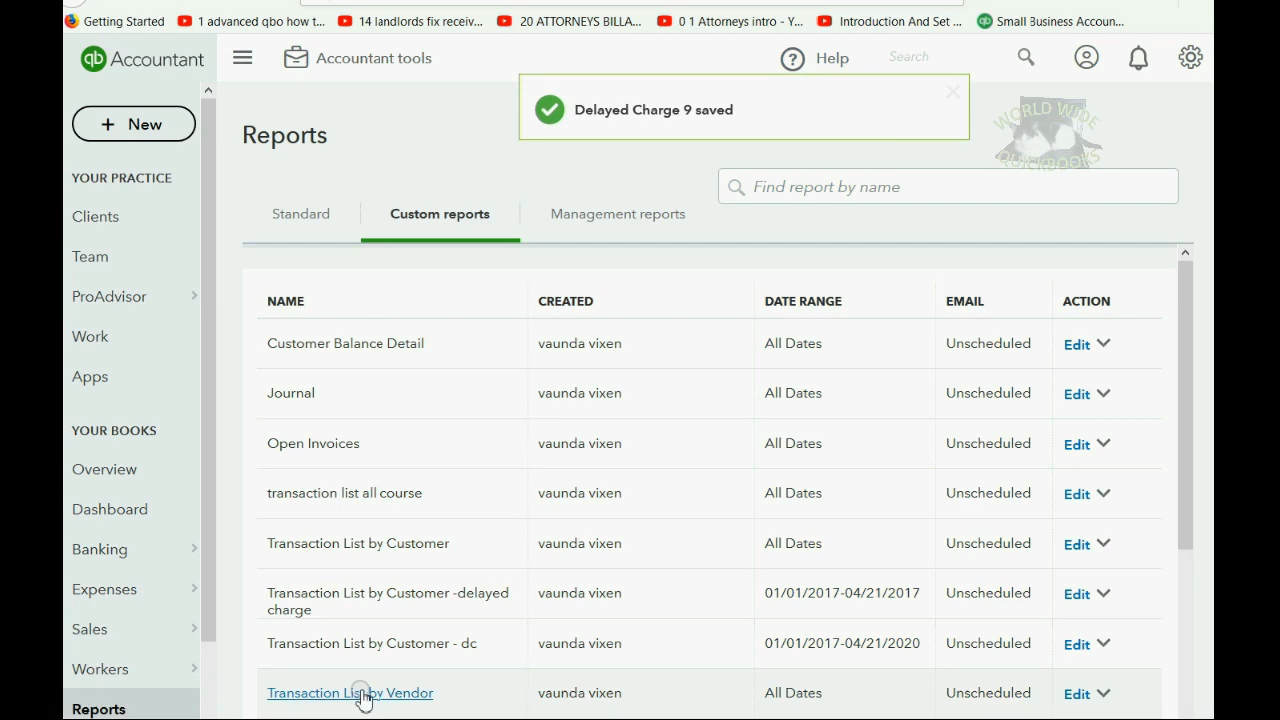 Getting Started
1 advanced qbo how t...
14 landlords fix receiv...
20 ATTORNEYS BILLA...
0 1 Attorneys intro - Y...
Introduction And Set ...
Small Business Accoun...
qb Accountant
Accountant tools
Help
Search
Delayed Charge 9 saved
WORLD WIDE
QUICKBOOKS
+ New
Reports
Find report by name
Standard
Custom reports
Management reports
YOUR PRACTICE
Clients
Team
ProAdvisor
Work
Apps
YOUR BOOKS
Overview
Dashboard
Banking
Expenses
Sales
Workers
Reports
NAME CREATED DATE RANGE EMAIL ACTION
Customer Balance Detail vaunda vixen All Dates Unscheduled Edit
Journal vaunda vixen All Dates Unscheduled Edit
Open Invoices vaunda vixen All Dates Unscheduled Edit
transaction list all course vaunda vixen All Dates Unscheduled Edit
Transaction List by Customer vaunda vixen All Dates Unscheduled Edit
Transaction List by Customer -delayed vaunda vixen 01/01/2017-04/21/2017 Unscheduled Edit
charge
Transaction List by Customer - dc vaunda vixen 01/01/2017-04/21/2020 Unscheduled Edit
Transaction List by Vendor vaunda vixen All Dates Unscheduled Edit